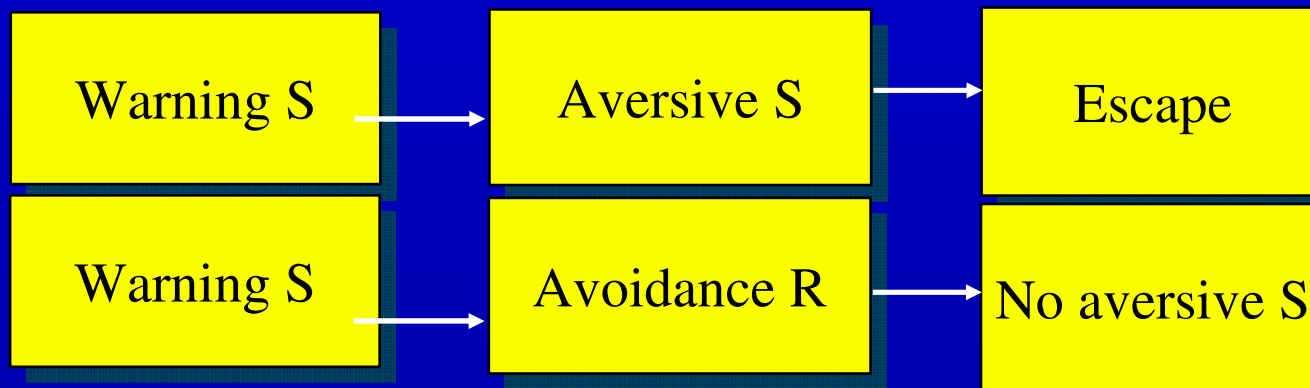 Warning S
Aversive S
Escape
Warning S
Avoidance R
No aversive S